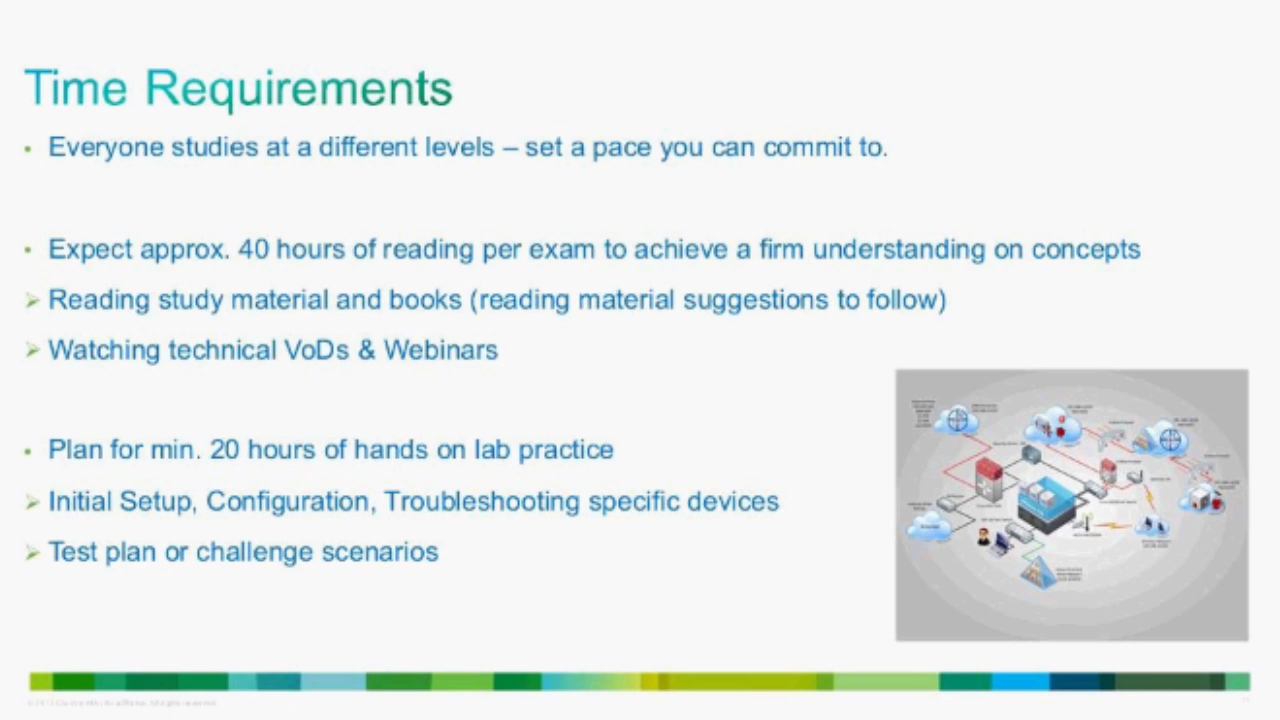 Time Requirements
• Everyone studies at a different levels – set a pace you can commit to.
• Expect approx. 40 hours of reading per exam to achieve a firm understanding on concepts
➢ Reading study material and books (reading material suggestions to follow)
➢ Watching technical VoDs & Webinars
• Plan for min. 20 hours of hands on lab practice
➢ Initial Setup, Configuration, Troubleshooting specific devices
➢ Test plan or challenge scenarios